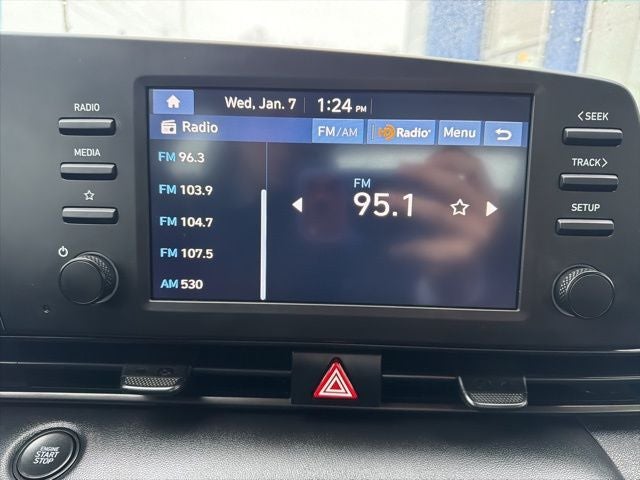 RADIO
MEDIA
Wed, Jan. 7 1:24 PM
Radio FM/AM Radio Menu
FM 96.3
FM 103.9
FM 104.7
FM 107.5
AM 530
FM
95.1
<SEEK
TRACK>
SETUP
ENGINE
START
STOP